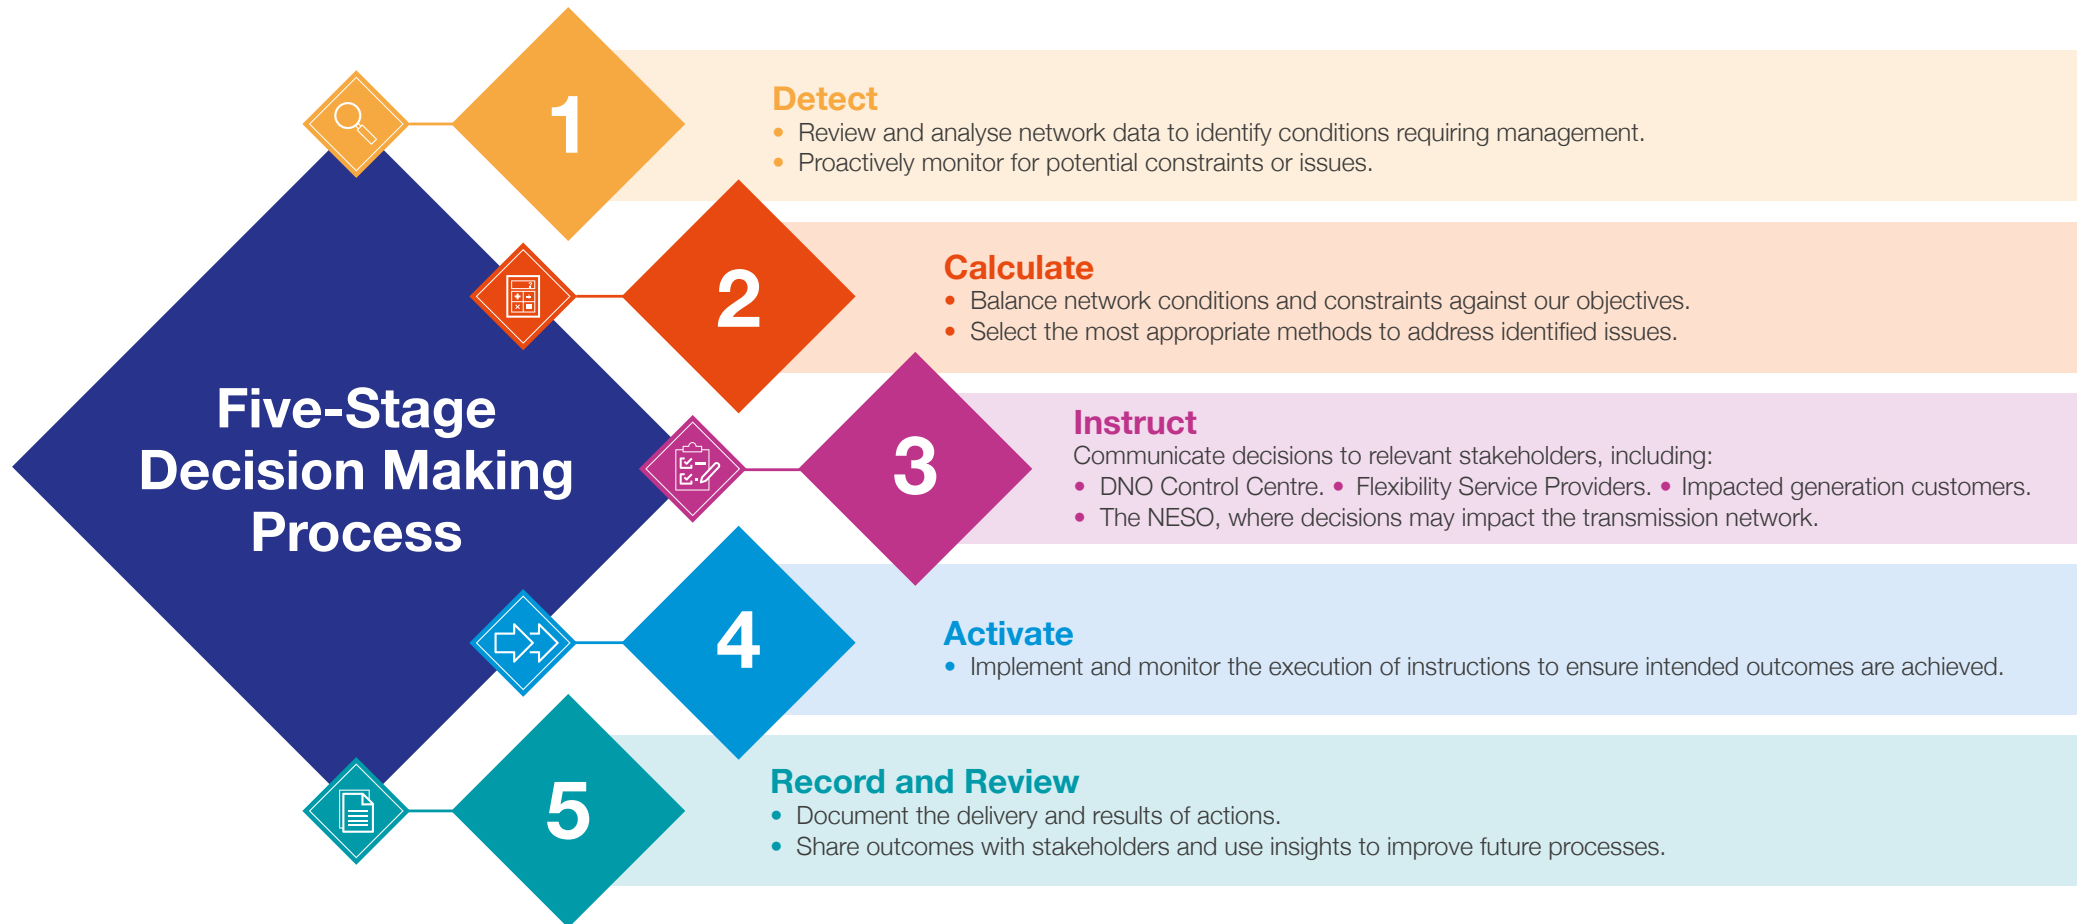 Five-Stage
Decision Making
Process
1
Detect
• Review and analyse network data to identify conditions requiring management.
• Proactively monitor for potential constraints or issues.
2
Calculate
• Balance network conditions and constraints against our objectives.
• Select the most appropriate methods to address identified issues.
3
Instruct
Communicate decisions to relevant stakeholders, including:
• DNO Control Centre. • Flexibility Service Providers. • Impacted generation customers.
• The NESO, where decisions may impact the transmission network.
4
Activate
• Implement and monitor the execution of instructions to ensure intended outcomes are achieved.
5
Record and Review
• Document the delivery and results of actions.
• Share outcomes with stakeholders and use insights to improve future processes.